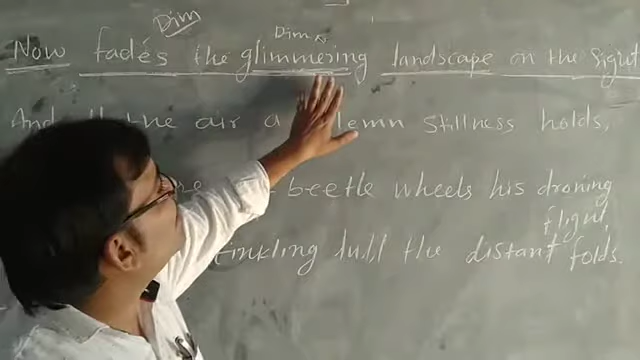 Dim
Dim
Now fades the glimmering landscape on the sight
And the air a lemn stillness holds,
beetle wheels his droning
flight,
tinkling lull the distant folds.